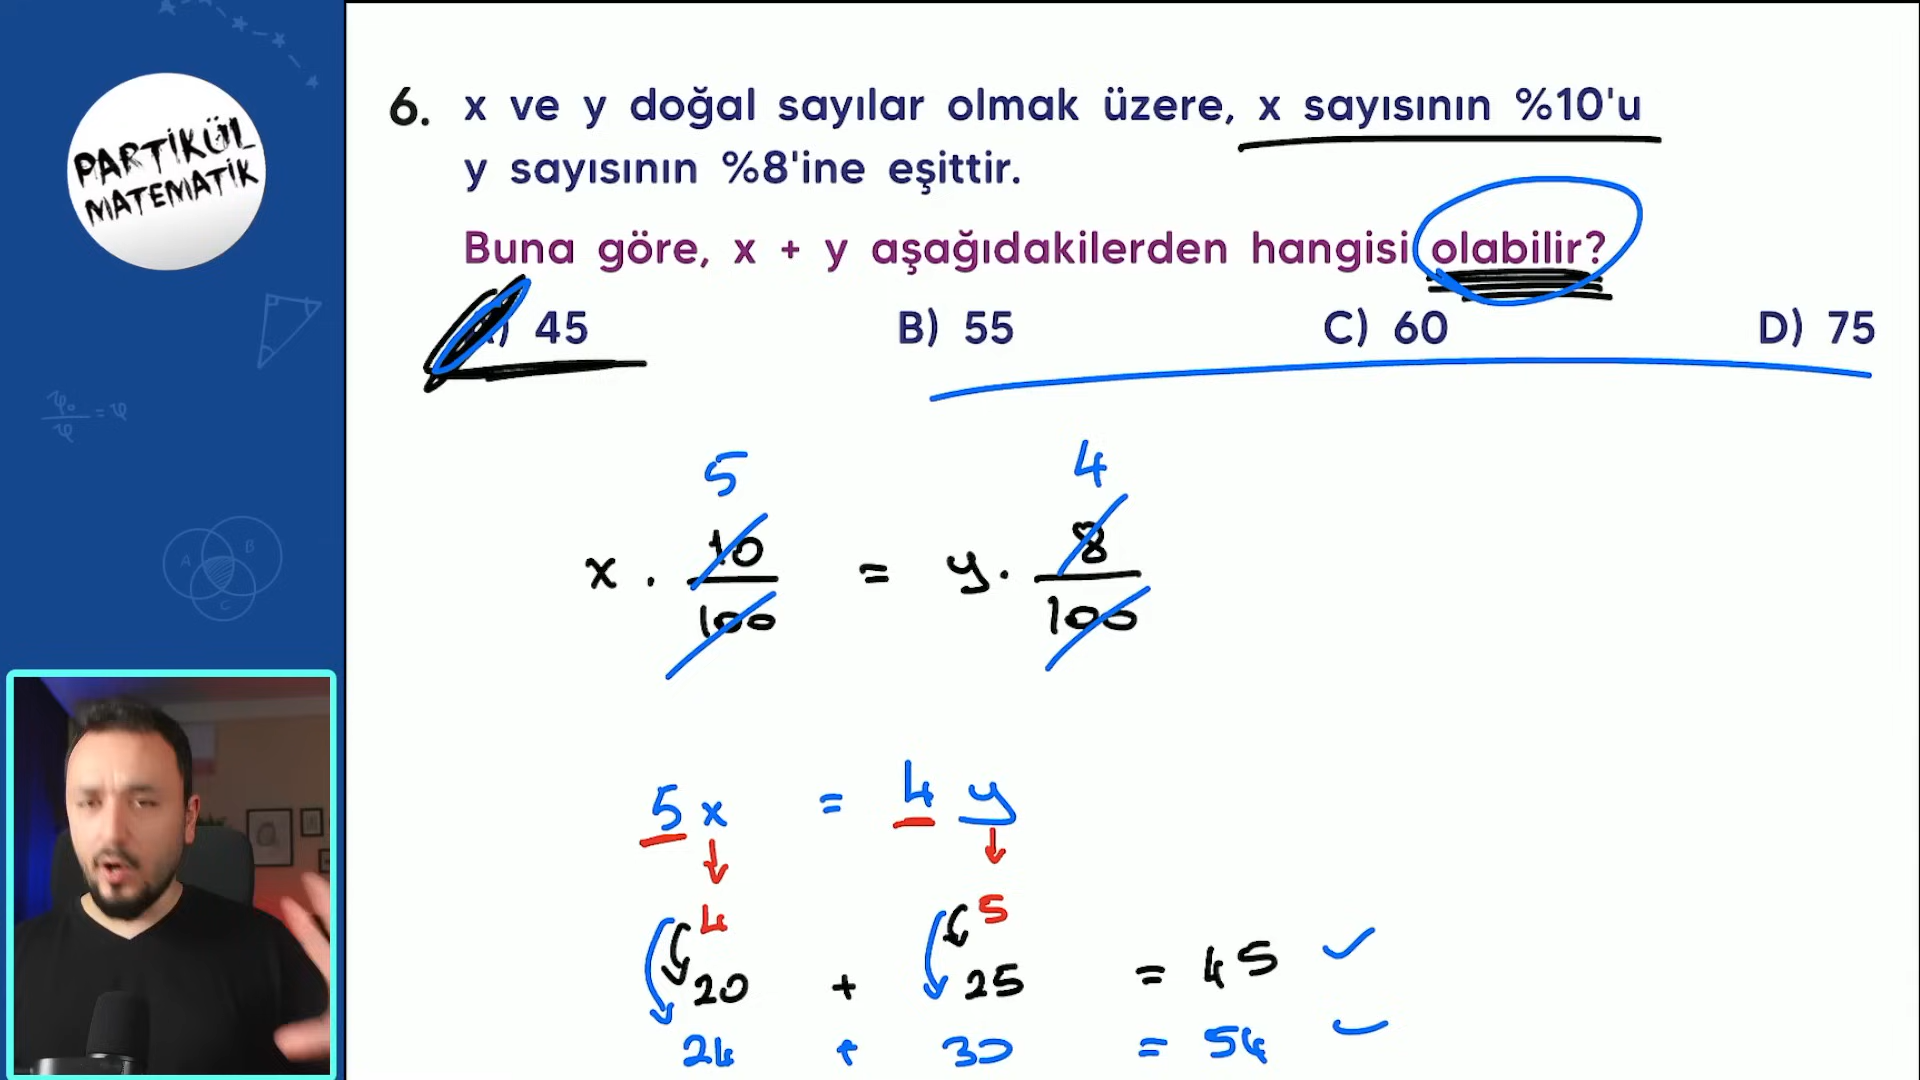 PARTİKÜL
MATEMATİK
6. x ve y doğal sayılar olmak üzere, x sayısının %10'u
y sayısının %8'ine eşittir.
Buna göre, x + y aşağıdakilerden hangisi olabilir?
A) 45 B) 55 C) 60 D) 75
5 4
x . 10/100 = y . 8/100
5x = 4y
4 5
20 + 25 = 45
24 + 30 = 54
A B
C